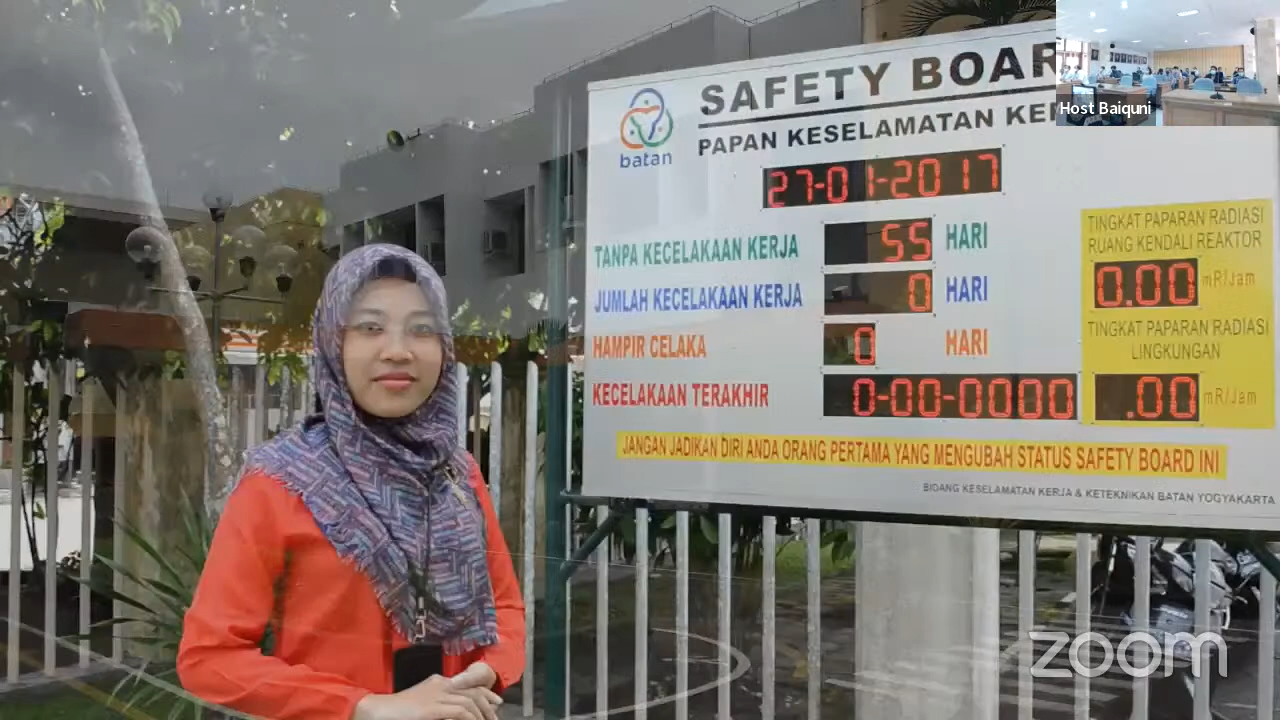 SAFETY BOAR
PAPAN KESELAMATAN KE
batan
Host Baiquni
27-01-2017
TANPA KECELAKAAN KERJA 55 HARI
JUMLAH KECELAKAAN KERJA 0 HARI
HAMPIR CELAKA 0 HARI
KECELAKAAN TERAKHIR 0-00-0000
TINGKAT PAPARAN RADIASI
RUANG KENDALI REAKTOR
0.00 mR/Jam
TINGKAT PAPARAN RADIASI
LINGKUNGAN
.00 mR/Jam
JANGAN JADIKAN DIRI ANDA ORANG PERTAMA YANG MENGUBAH STATUS SAFETY BOARD INI
BIDANG KESELAMATAN KERJA & KETEKNIKAN BATAN YOGYAKARTA
zoom